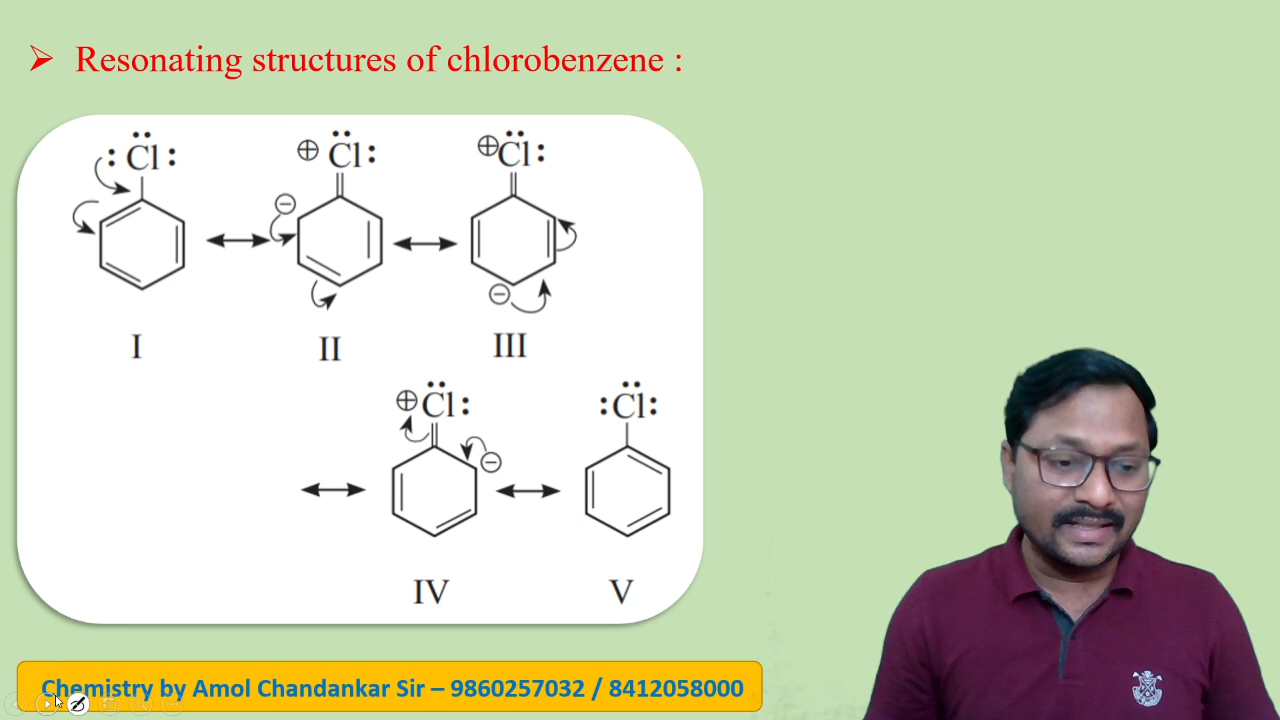 ➢ Resonating structures of chlorobenzene :
:C̈l: ⊕ C̈l: ⊕C̈l:
⊖
⊖
I II III
⊕C̈l: :C̈l:
⊖
IV V
Chemistry by Amol Chandankar Sir – 9860257032 / 8412058000